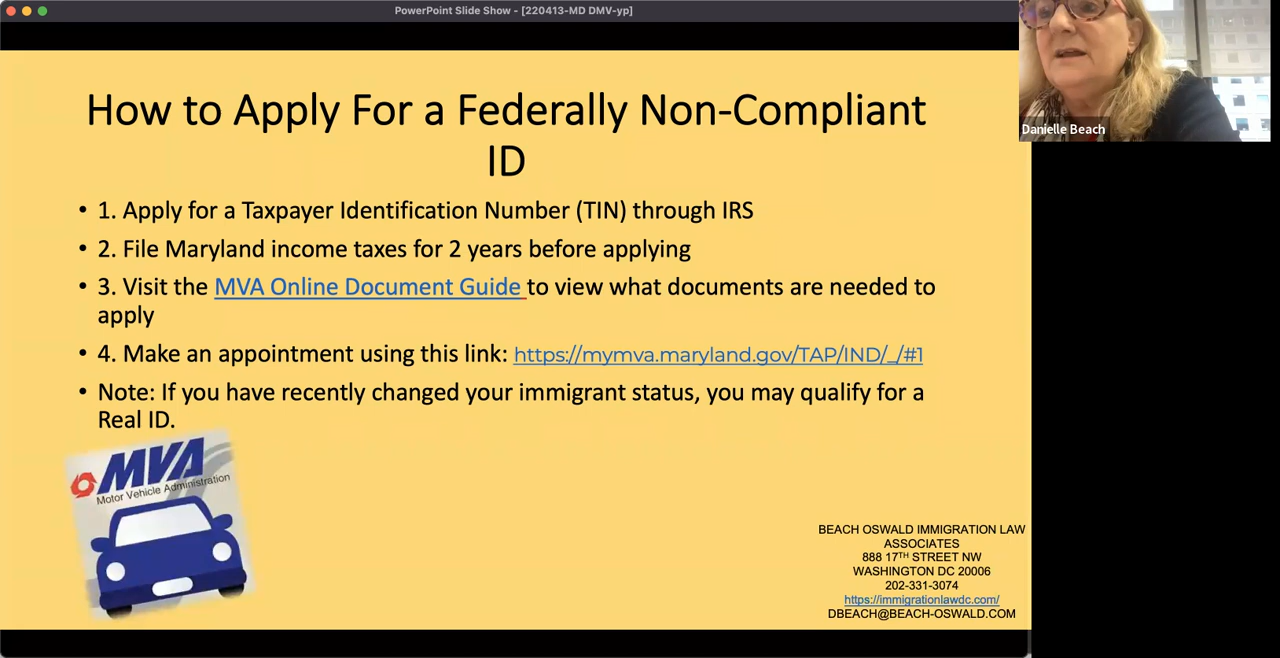 PowerPoint Slide Show - [220413-MD DMV-yp]
How to Apply For a Federally Non-Compliant
ID
• 1. Apply for a Taxpayer Identification Number (TIN) through IRS
• 2. File Maryland income taxes for 2 years before applying
• 3. Visit the MVA Online Document Guide to view what documents are needed to
apply
• 4. Make an appointment using this link: https://mymva.maryland.gov/TAP/IND/_/#1
• Note: If you have recently changed your immigrant status, you may qualify for a
Real ID.
MVA
Motor Vehicle Administration
BEACH OSWALD IMMIGRATION LAW
ASSOCIATES
888 17TH STREET NW
WASHINGTON DC 20006
202-331-3074
https://immigrationlawdc.com/
DBEACH@BEACH-OSWALD.COM
Danielle Beach